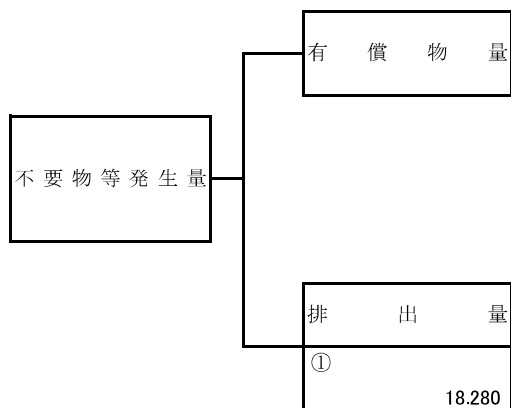 有償物量
不要物等発生量
排出量
①
18.280